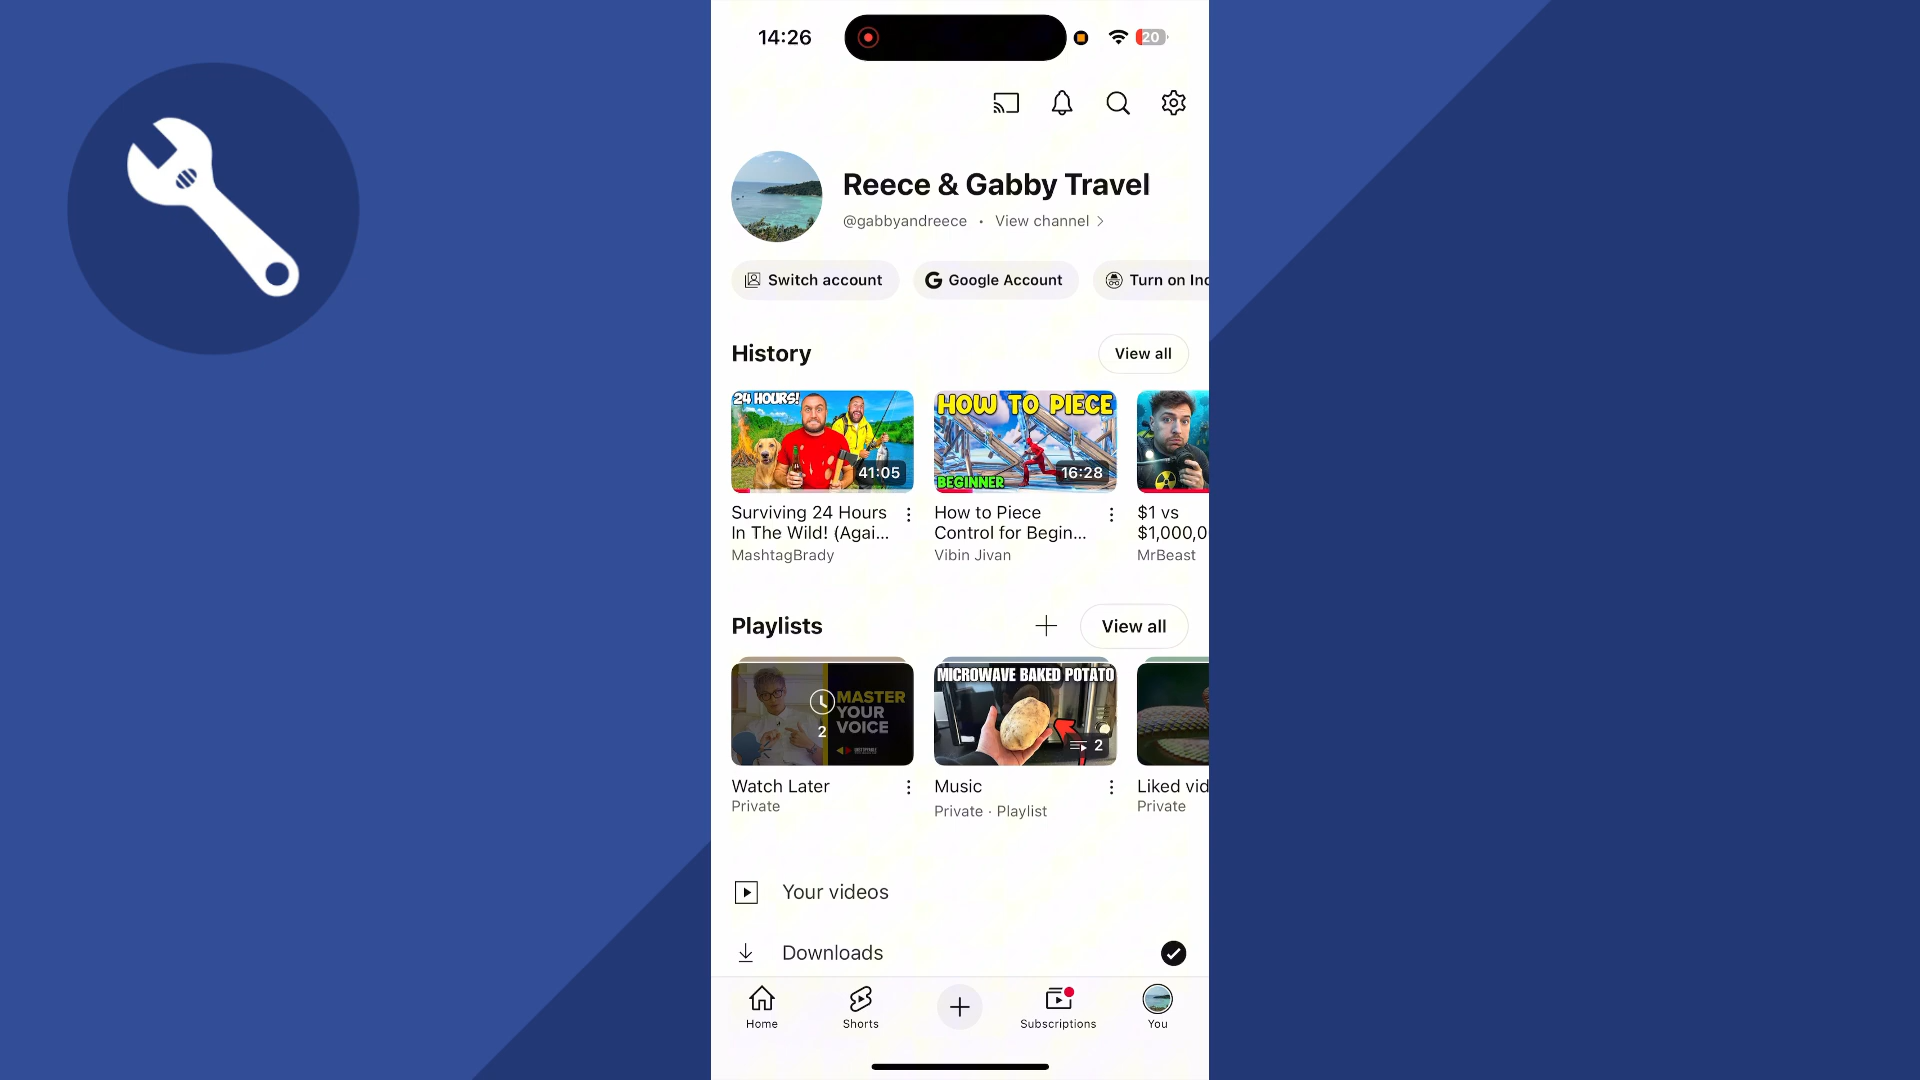 14:26
20
Reece & Gabby Travel
@gabbyandreece • View channel
Switch account
Google Account
Turn on Inc
History
View all
24 HOURS!
41:05
HOW TO PIECE
BEGINNER
16:28
Surviving 24 Hours
In The Wild! (Agai...
MashtagBrady
How to Piece
Control for Begin...
Vibin Jivan
$1 vs
$1,000,0
MrBeast
Playlists
View all
2
MASTER
YOUR
VOICE
MICROWAVE BAKED POTATO
2
Watch Later
Private
Music
Private · Playlist
Liked vid
Private
Your videos
Downloads
Home
Shorts
Subscriptions
You